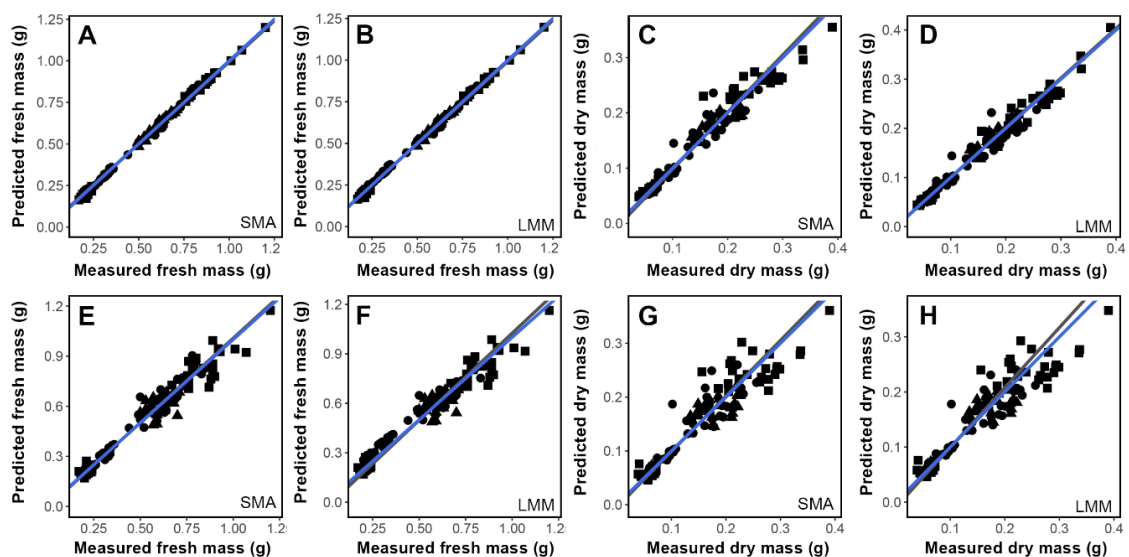 Predicted fresh mass (g)
1.25
1.00
0.75
0.50
0.25
0.00
A
SMA
0.25 0.50 0.75 1.00 1.2
Measured fresh mass (g)
Predicted fresh mass (g)
1.25
1.00
0.75
0.50
0.25
0.00
B
LMM
0.25 0.50 0.75 1.00 1.2
Measured fresh mass (g)
Predicted dry mass (g)
0.3
0.2
0.1
0.0
C
SMA
0.1 0.2 0.3 0.4
Measured dry mass (g)
Predicted dry mass (g)
0.4
0.3
0.2
0.1
0.0
D
LMM
0.1 0.2 0.3 0.4
Measured dry mass (g)
Predicted fresh mass (g)
1.2
0.9
0.6
0.3
0.0
E
SMA
0.25 0.50 0.75 1.00 1.2
Measured fresh mass (g)
Predicted fresh mass (g)
1.2
0.9
0.6
0.3
0.0
F
LMM
0.25 0.50 0.75 1.00 1.2
Measured fresh mass (g)
Predicted dry mass (g)
0.3
0.2
0.1
0.0
G
SMA
0.1 0.2 0.3 0.4
Measured dry mass (g)
Predicted dry mass (g)
0.3
0.2
0.1
0.0
H
LMM
0.1 0.2 0.3 0.4
Measured dry mass (g)